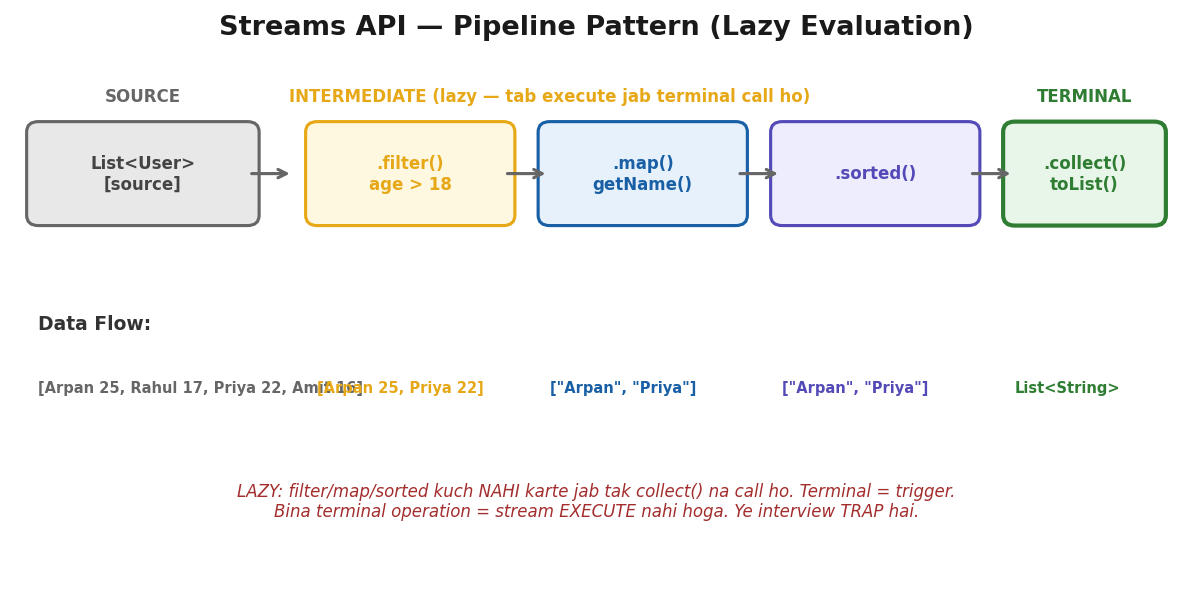 Streams API — Pipeline Pattern (Lazy Evaluation)
SOURCE
INTERMEDIATE (lazy — tab execute jab terminal call ho)
TERMINAL
List<User>
[source]
.filter()
age > 18
.map()
getName()
.sorted()
.collect()
toList()
Data Flow:
[Arpan 25, Rahul 17, Priya 22, Amit 16]
[Arpan 25, Priya 22]
["Arpan", "Priya"]
["Arpan", "Priya"]
List<String>
LAZY: filter/map/sorted kuch NAHI karte jab tak collect() na call ho. Terminal = trigger.
Bina terminal operation = stream EXECUTE nahi hoga. Ye interview TRAP hai.